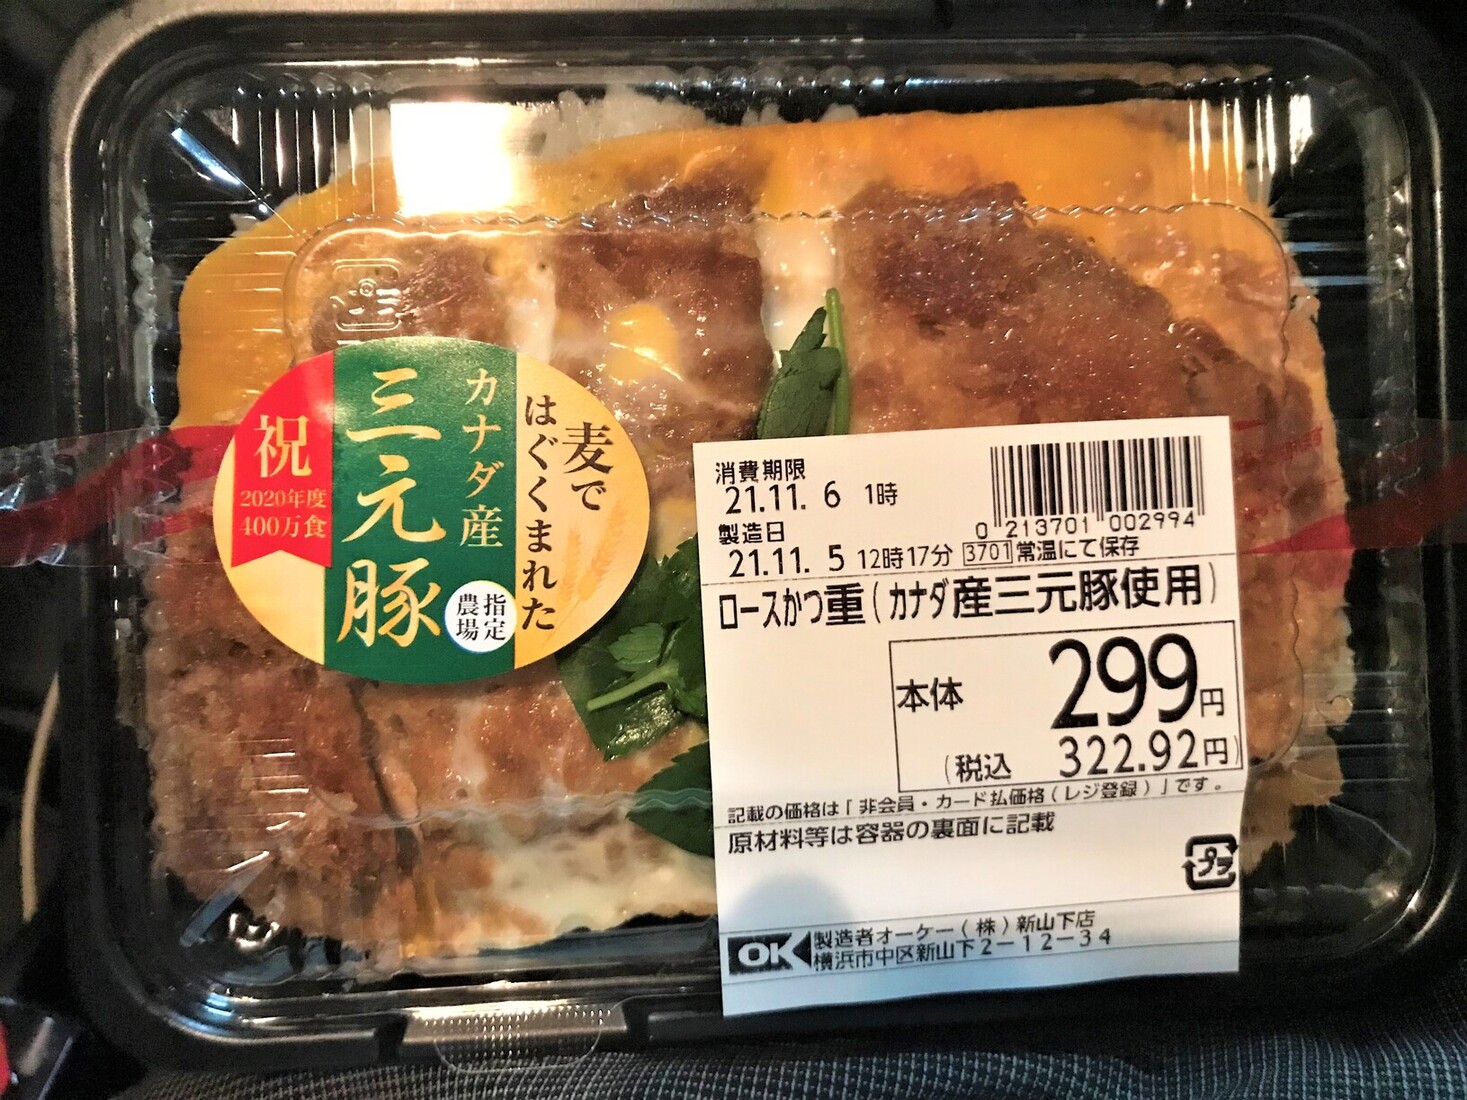 祝
2020年度
400万食
三元豚
カナダ産
麦で
はぐくまれた
指定
農場
消費期限
21.11. 6 1時
製造日
21.11. 5 12時17分 3701 常温にて保存
0 213701 002994
ロースかつ重(カナダ産三元豚使用)
本体 299円
(税込 322.92円)
記載の価格は「非会員・カード払価格(レジ登録)」です。
原材料等は容器の裏面に記載
プラ
OK 製造者オーケー(株)新山下店
横浜市中区新山下2-12-34